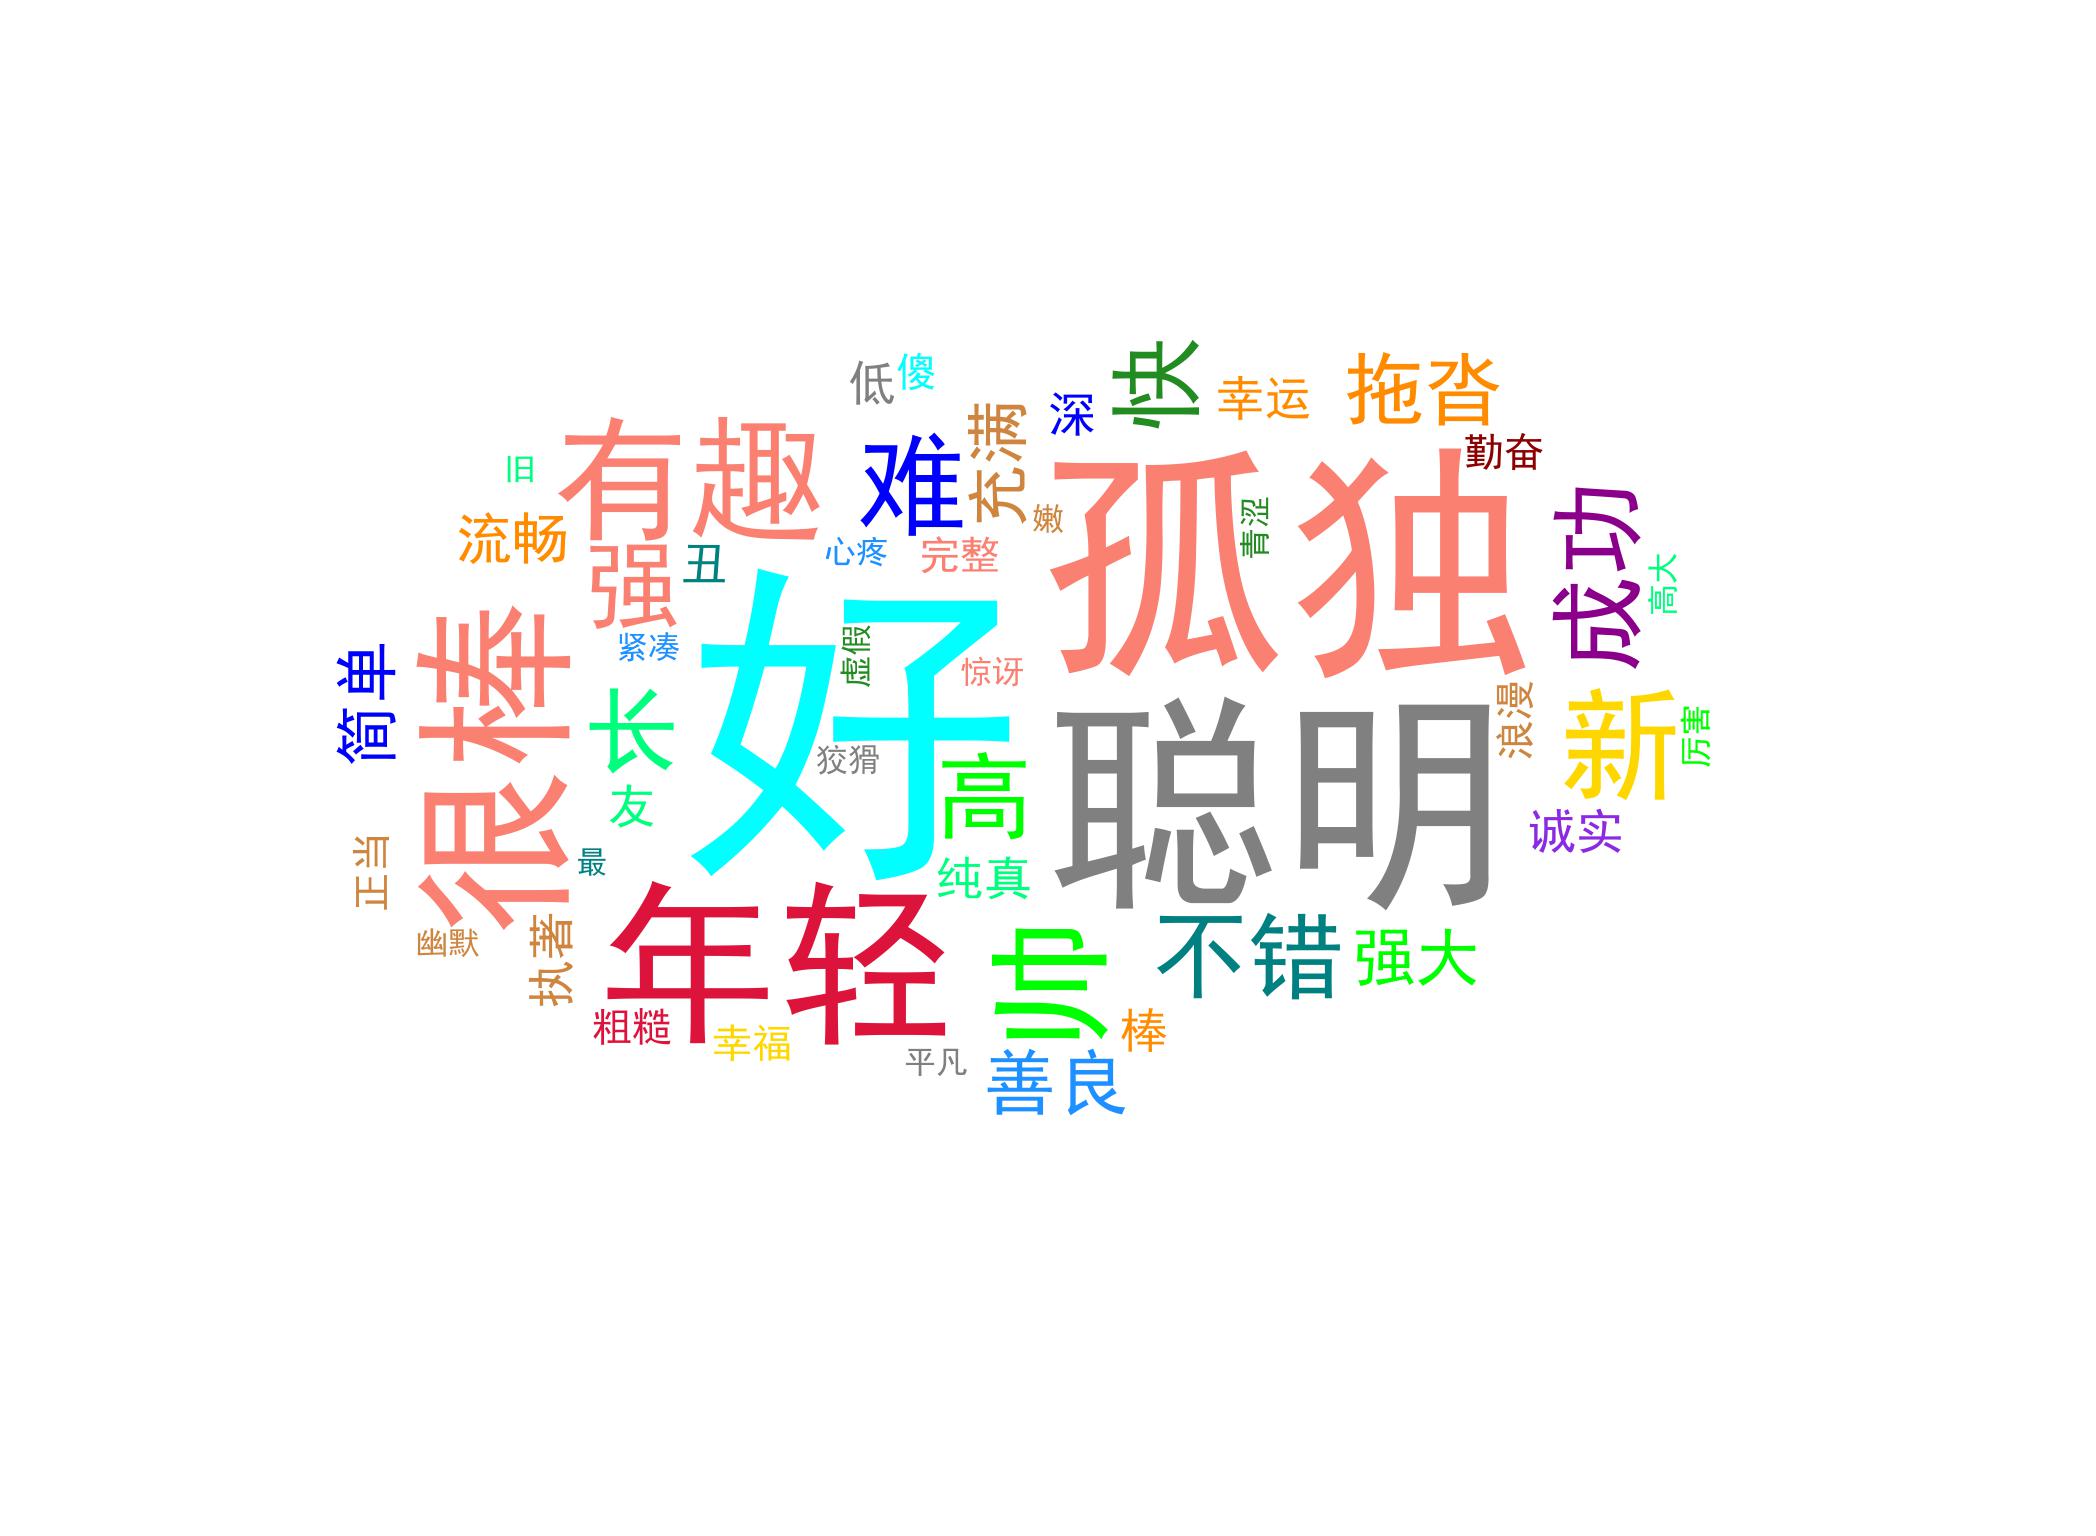 低
傻
快
幸运
拖沓
深
充满
勤奋
有趣
难
孤独
旧
流畅
嫩
青涩
成功
强
丑
心疼
完整
高大
好
紧凑
虚假
惊讶
简单
很棒
长
聪明
浪漫
新
厉害
狡猾
高
友
诚实
正当
最
纯真
幽默
执著
年轻
帅
不错
强大
粗糙
幸福
平凡
棒
善良